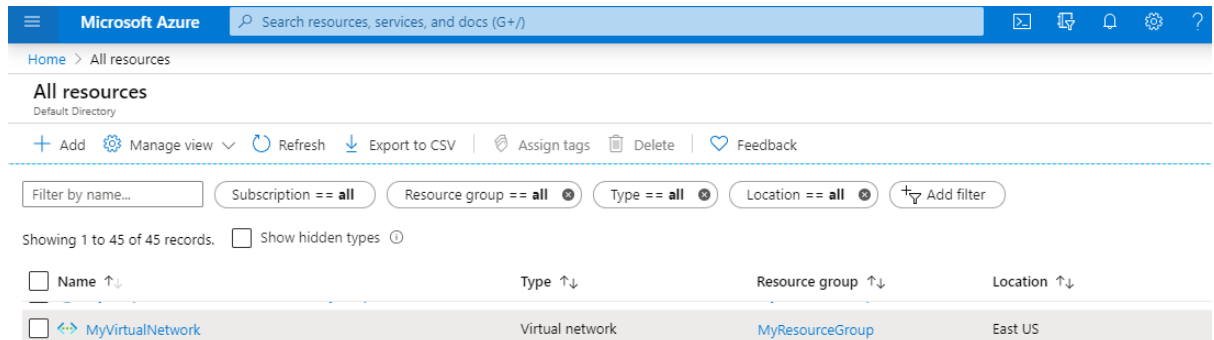 Microsoft Azure Search resources, services, and docs (G+/)
Home > All resources
All resources
Default Directory
+ Add Manage view Refresh Export to CSV Assign tags Delete Feedback
Filter by name... Subscription == all Resource group == all Type == all Location == all Add filter
Showing 1 to 45 of 45 records. Show hidden types
Name ↑↓ Type ↑↓ Resource group ↑↓ Location ↑↓
MyVirtualNetwork Virtual network MyResourceGroup East US